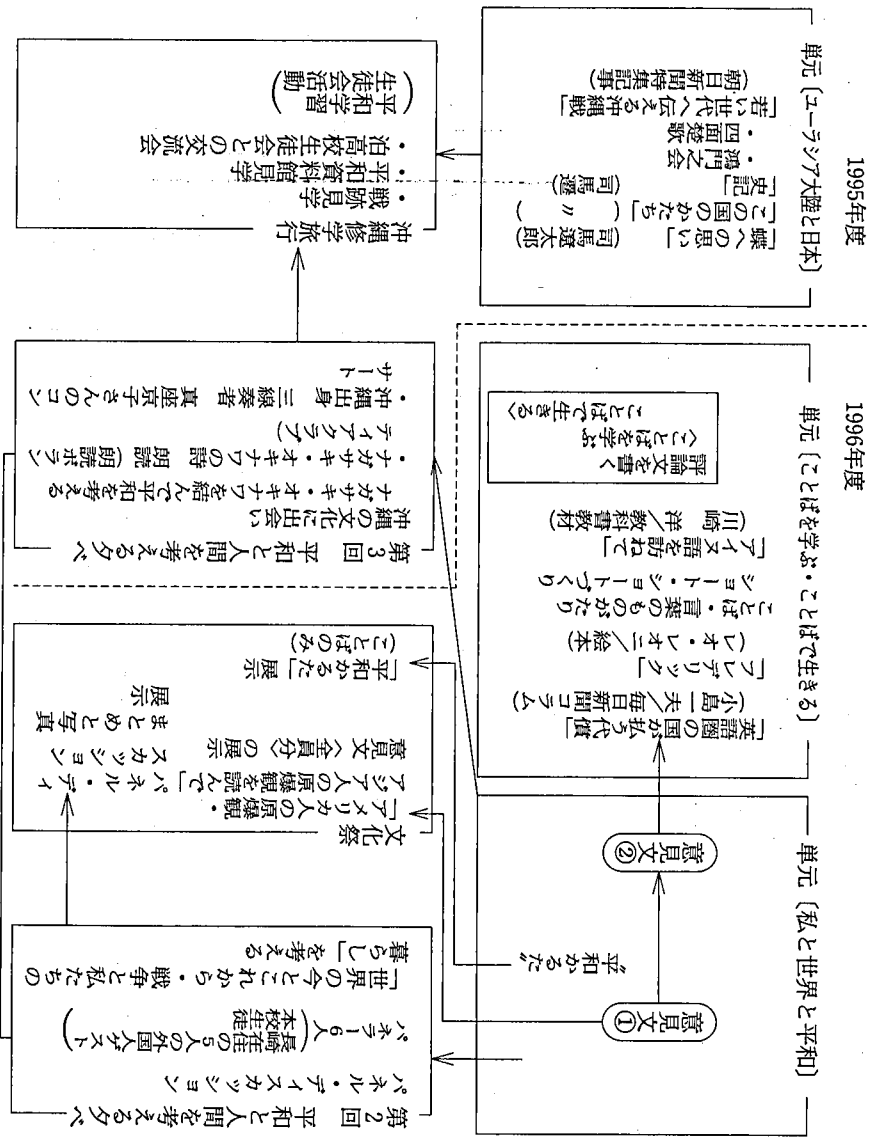 1995年度
単元〔ユーラシア大陸と日本〕
「蝶への思い」（司馬遼太郎）
「この国のかたち」（　〃　）
「史記」（司馬遷）
・鴻門之会
・四面楚歌
「若い世代へ伝える沖縄戦」
（朝日新聞特集記事）
沖縄修学旅行
・戦跡見学
・平和資料館見学
・泊高校生徒会との交流会
（平和学習
生徒会活動）
1996年度
単元〔ことばを学ぶ・ことばで生きる〕
「英語圏の国が払う代償」
（小島一夫／毎日新聞コラム）
「フレデリック」
（レオ・レオニ／絵本）
ことば・言葉のものがたり
ショート・ショートづくり
「アイヌ語を訪ねて」
（川崎　洋／教科書教材）
評論文を書く
〈ことばを学ぶ
ことばで生きる〉
第３回　平和と人間を考える夕べ
沖縄の文化に出会い
ナガサキ・オキナワを結んで平和を考える
・ナガサキ・オキナワの詩　朗読（朗読ボラン
ティアクラブ）
・沖縄出身　三線奏者　真座京子さんのコン
サート
単元〔私と世界と平和〕
意見文①
意見文②
〝平和かるた〟
文化祭
「アメリカ人の原爆観・
アジア人の原爆観を読んで」パネル・ディ
意見文〈全員分〉の展示　スカッション
まとめと写真
展示
「平和かるた」展示
（ことばのみ）
第２回　平和と人間を考える夕べ
パネル・ディスカッション
パネラー６人（長崎在住の５人の外国人ゲスト
本校生徒）
「世界の今とこれから・戦争と私たちの
暮らし」を考える